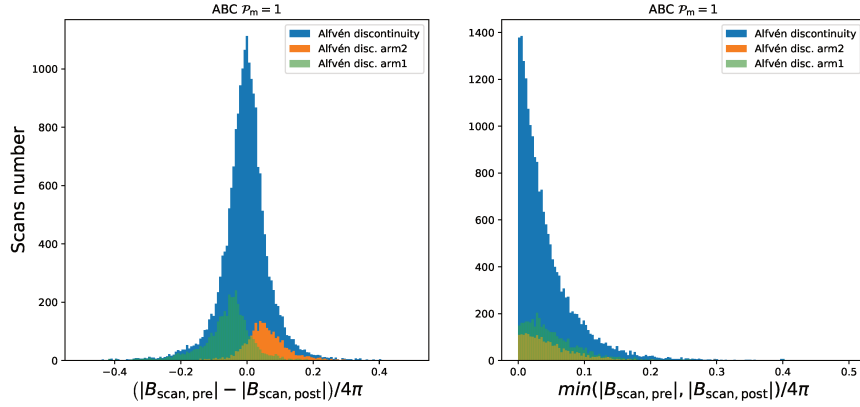 ABC 𝒫m = 1
Alfvén discontinuity
Alfvén disc. arm2
Alfvén disc. arm1
Scans number
0
200
400
600
800
1000
−0.4 −0.2 0.0 0.2 0.4
(|Bscan, pre| − |Bscan, post|)/4π
ABC 𝒫m = 1
Alfvén discontinuity
Alfvén disc. arm2
Alfvén disc. arm1
0
200
400
600
800
1000
1200
1400
0.0 0.1 0.2 0.3 0.4 0.5
min(|Bscan, pre|, |Bscan, post|)/4π